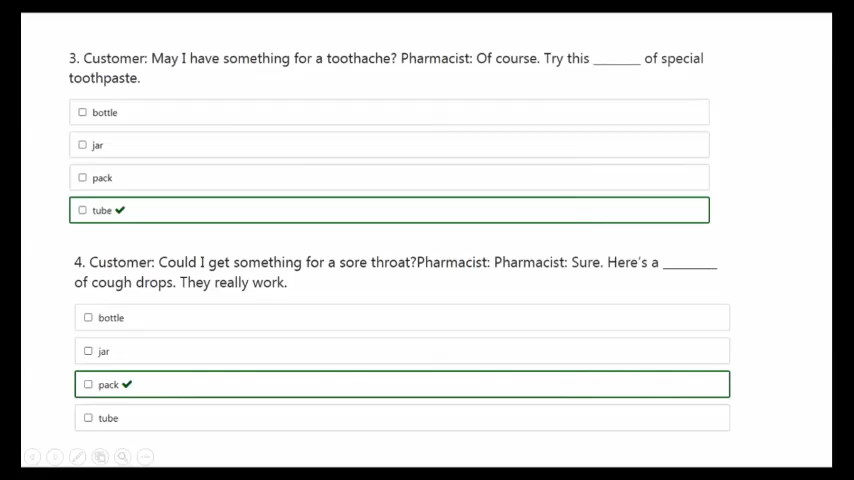 3. Customer: May I have something for a toothache? Pharmacist: Of course. Try this _______ of special
toothpaste.
bottle
jar
pack
tube
4. Customer: Could I get something for a sore throat?Pharmacist: Pharmacist: Sure. Here's a ________
of cough drops. They really work.
bottle
jar
pack
tube